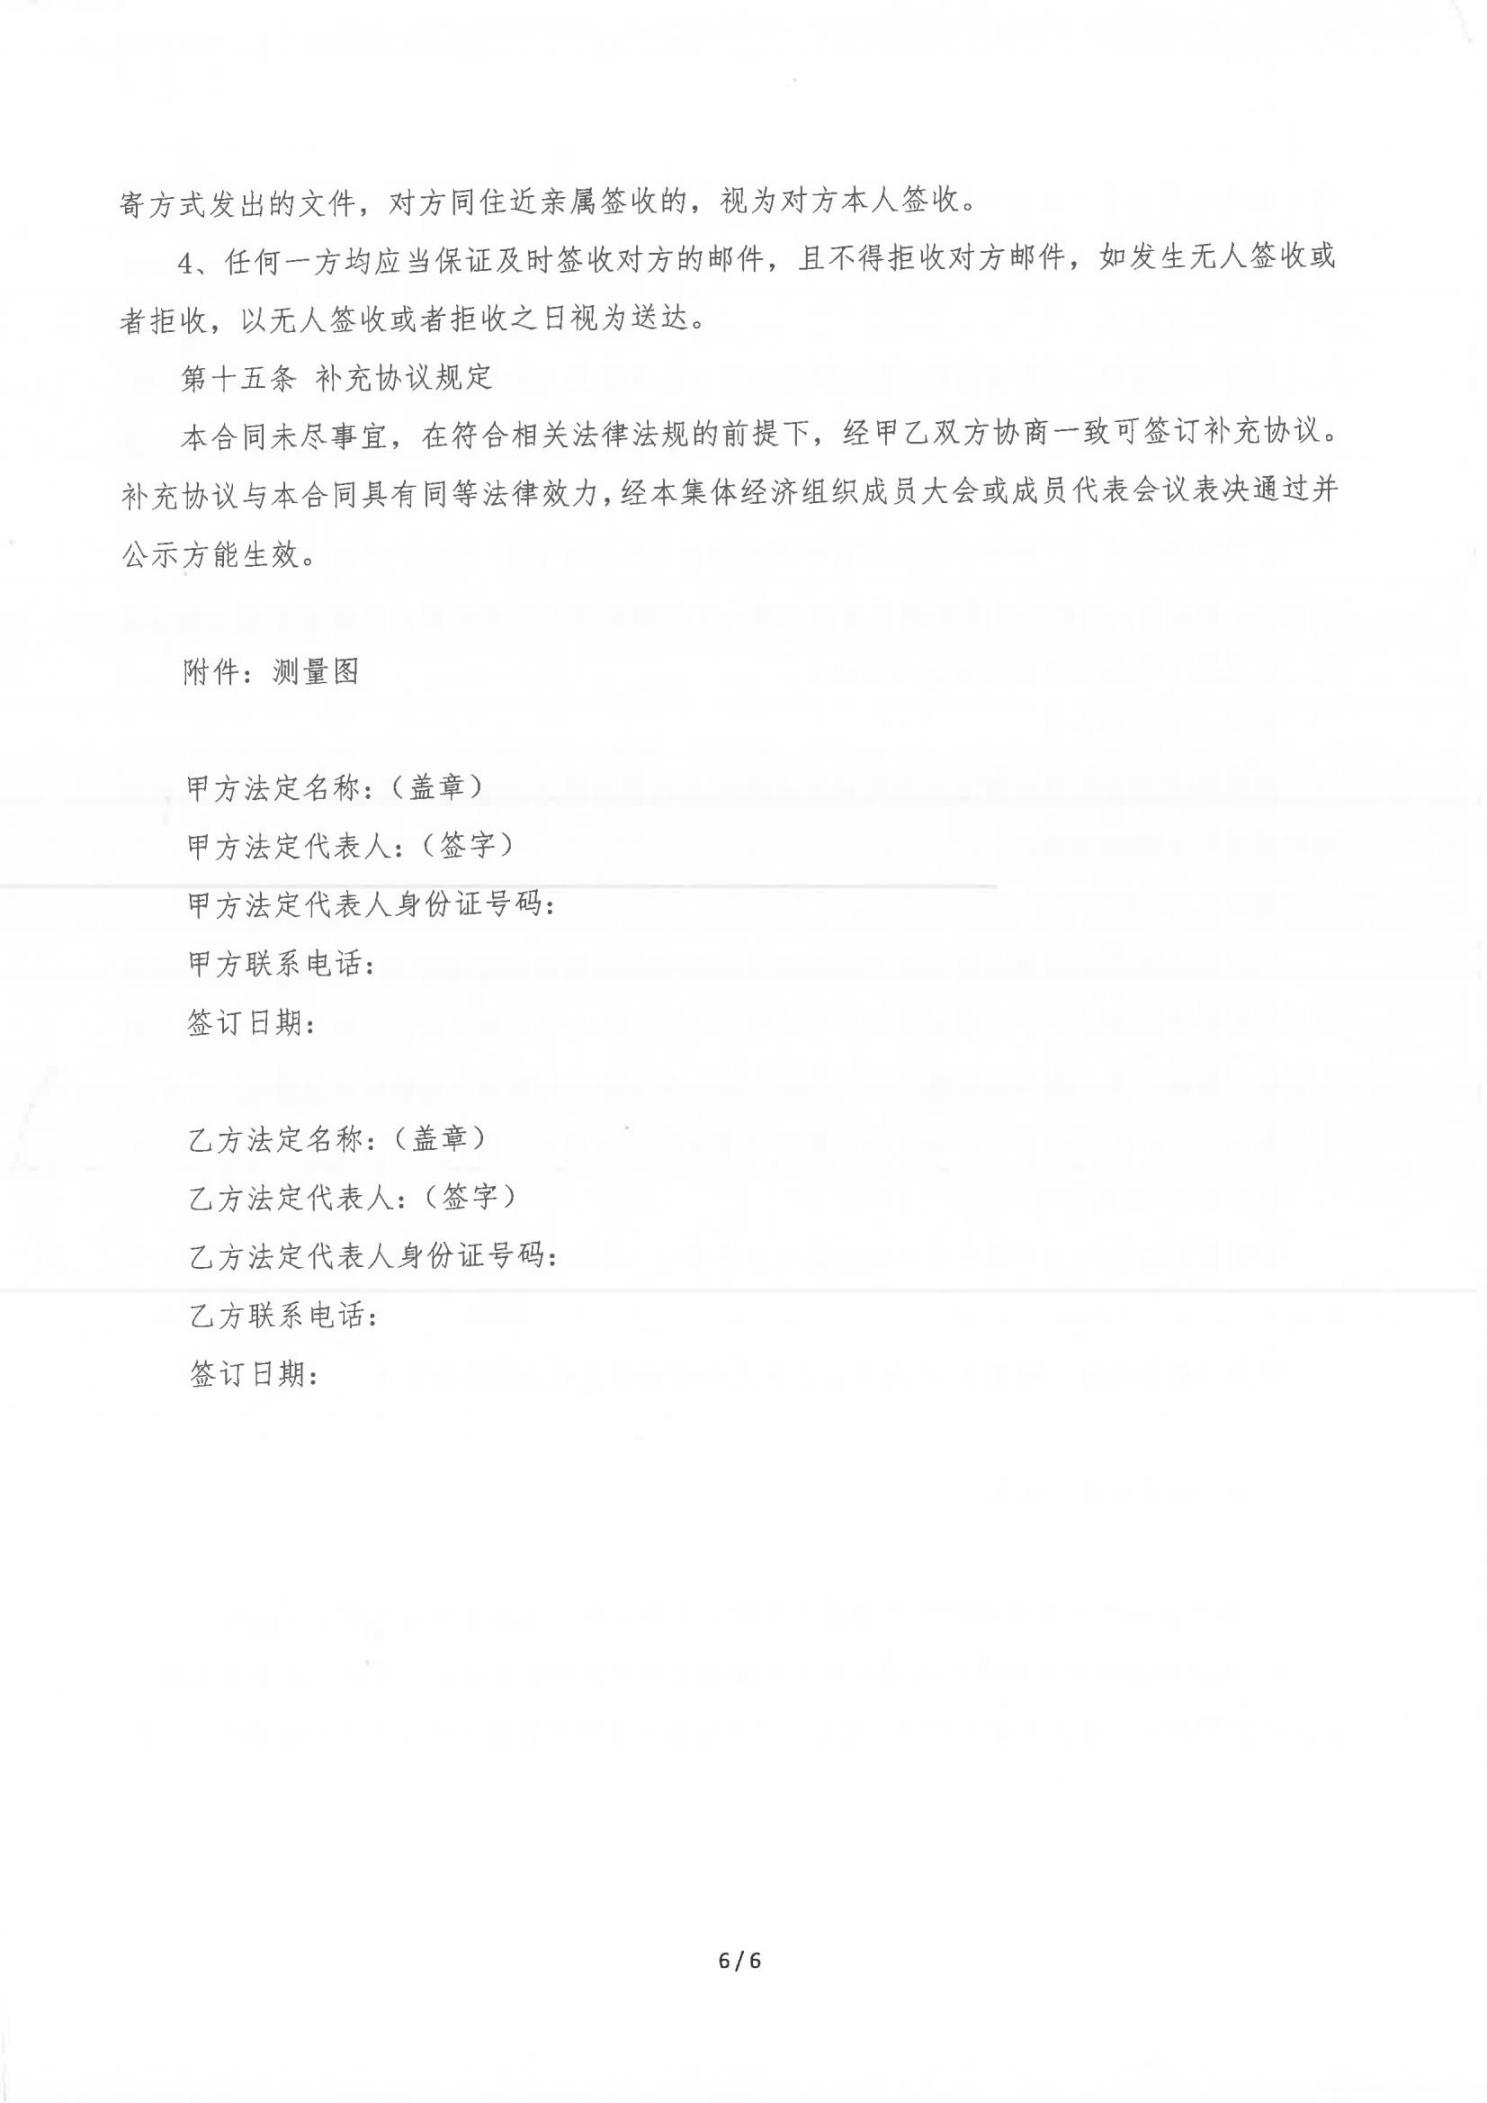 寄方式发出的文件，对方同住近亲属签收的，视为对方本人签收。
4、任何一方均应当保证及时签收对方的邮件，且不得拒收对方邮件，如发生无人签收或
者拒收，以无人签收或者拒收之日视为送达。
第十五条 补充协议规定
本合同未尽事宜，在符合相关法律法规的前提下，经甲乙双方协商一致可签订补充协议。
补充协议与本合同具有同等法律效力，经本集体经济组织成员大会或成员代表会议表决通过并
公示方能生效。
附件：测量图
甲方法定名称：（盖章）
甲方法定代表人：（签字）
甲方法定代表人身份证号码：
甲方联系电话：
签订日期：
乙方法定名称：（盖章）
乙方法定代表人：（签字）
乙方法定代表人身份证号码：
乙方联系电话：
签订日期：
6 / 6